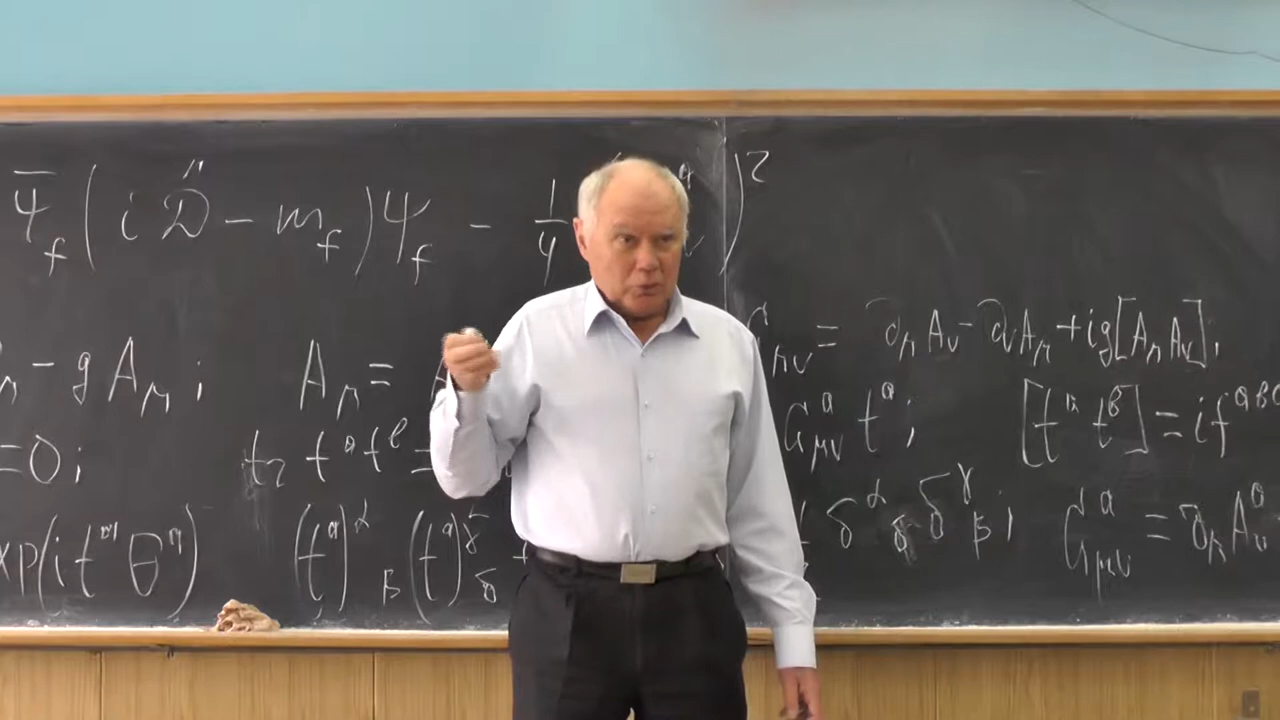 ψ̄_f ( i D̂ - m_f ) ψ_f - 1/4 ( )²
G_μν = ∂_μ A_ν - ∂_ν A_μ + ig[A_μ A_ν];
- g A_μ ; A_μ =
G^a_μν t^a ; [t^a t^b] = i f^abc
= 0 ; tr t^a t^b =
xp(i t^a θ^a) (t^a)^α_β (t^a)^γ_δ δ^α_δ δ^γ_β ; G^a_μν = ∂_μ A^a_ν